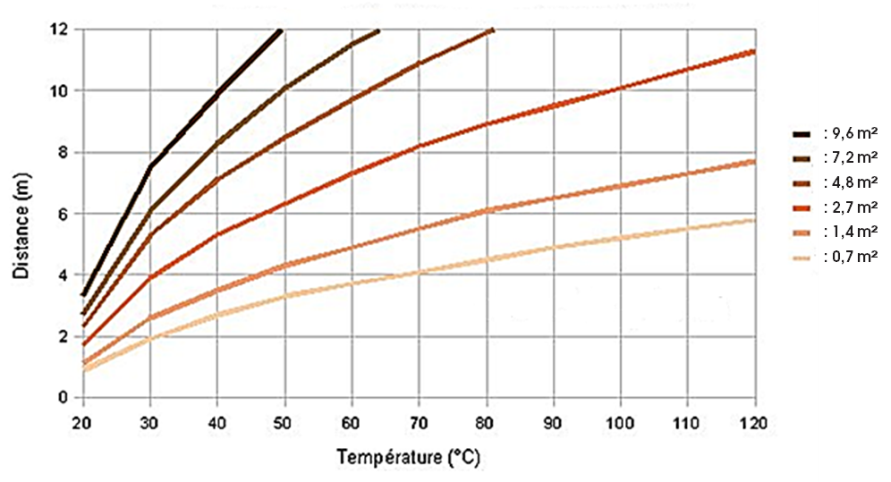 12
10
8
6
4
2
0
Distance (m)
20 30 40 50 60 70 80 90 100 110 120
Température (°C)
: 9,6 m²
: 7,2 m²
: 4,8 m²
: 2,7 m²
: 1,4 m²
: 0,7 m²